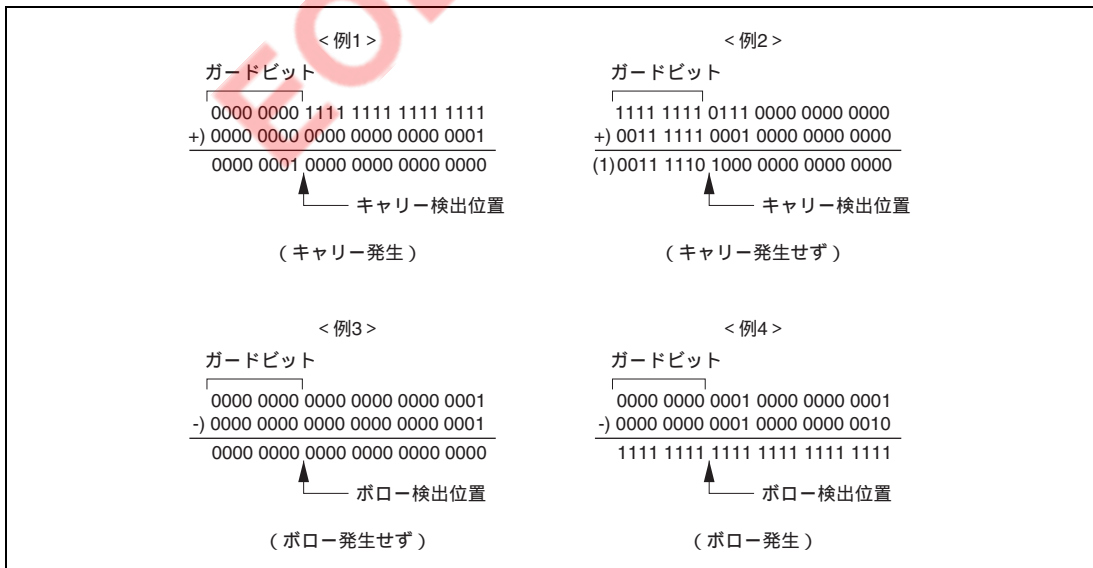 <例1>
ガードビット
0000 0000 1111 1111 1111 1111
+) 0000 0000 0000 0000 0000 0001
0000 0001 0000 0000 0000 0000
キャリー検出位置
(キャリー発生)
<例2>
ガードビット
1111 1111 0111 0000 0000 0000
+) 0011 1111 0001 0000 0000 0000
(1)0011 1110 1000 0000 0000 0000
キャリー検出位置
(キャリー発生せず)
<例3>
ガードビット
0000 0000 0000 0000 0000 0001
-) 0000 0000 0000 0000 0000 0001
0000 0000 0000 0000 0000 0000
ボロー検出位置
(ボロー発生せず)
<例4>
ガードビット
0000 0000 0001 0000 0000 0001
-) 0000 0000 0001 0000 0000 0010
1111 1111 1111 1111 1111 1111
ボロー検出位置
(ボロー発生)